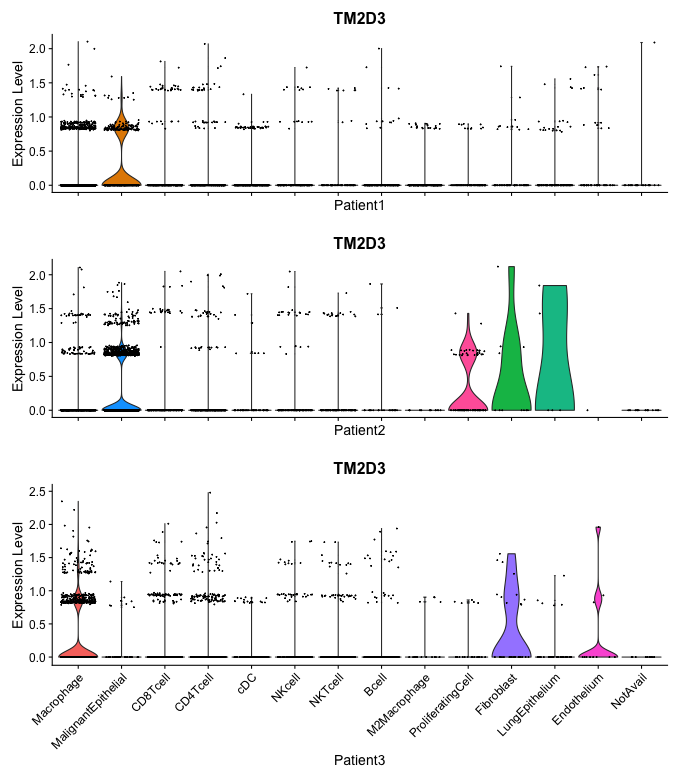 TM2D3
Expression Level
2.0
1.5
1.0
0.5
0.0
Patient1
TM2D3
Expression Level
2.0
1.5
1.0
0.5
0.0
Patient2
TM2D3
Expression Level
2.5
2.0
1.5
1.0
0.5
0.0
Macrophage
MalignantEpithelial
CD8Tcell
CD4Tcell
cDC
NKcell
NKTcell
Bcell
M2Macrophage
ProliferatingCell
Fibroblast
LungEpithelium
Endothelium
NotAvail
Patient3